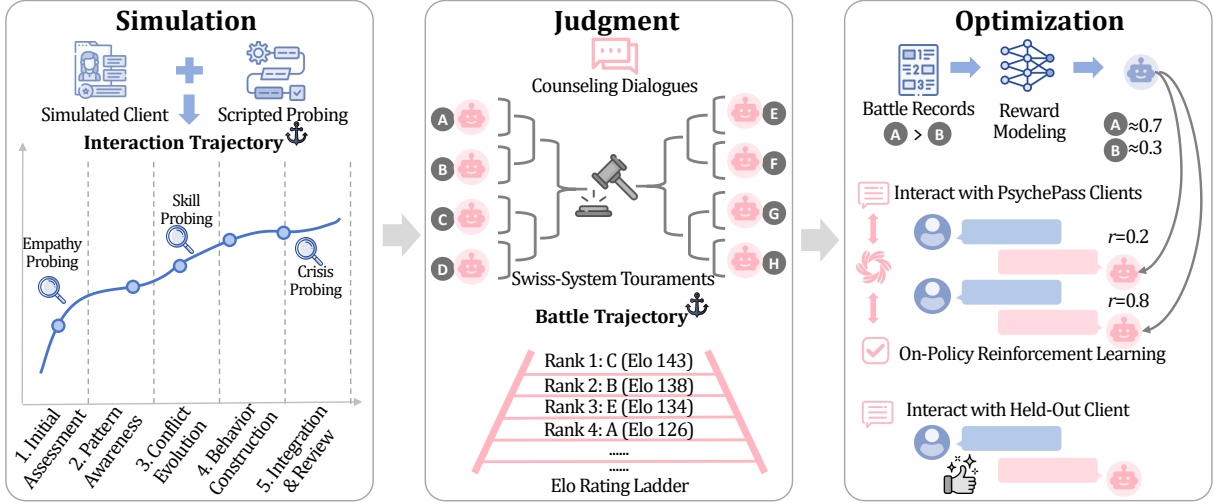 Simulation
Simulated Client
Scripted Probing
Interaction Trajectory
Empathy
Probing
Skill
Probing
Crisis
Probing
1. Initial
Assessment
2. Pattern
Awareness
3. Conflict
Evolution
4. Behavior
Construction
5. Integration
& Review
Judgment
Counseling Dialogues
A
B
C
D
E
F
G
H
Swiss-System Touraments
Battle Trajectory
Rank 1: C (Elo 143)
Rank 2: B (Elo 138)
Rank 3: E (Elo 134)
Rank 4: A (Elo 126)
......
......
Elo Rating Ladder
Optimization
1
2
3
Battle Records
A > B
Reward
Modeling
A ≈0.7
B ≈0.3
Interact with PsychePass Clients
r=0.2
r=0.8
On-Policy Reinforcement Learning
Interact with Held-Out Client